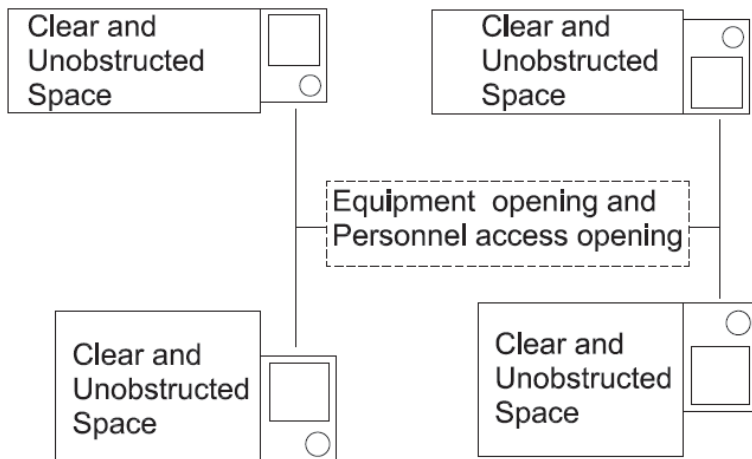 Clear and
Unobstructed
Space
Clear and
Unobstructed
Space
Equipment opening and
Personnel access opening
Clear and
Unobstructed
Space
Clear and
Unobstructed
Space